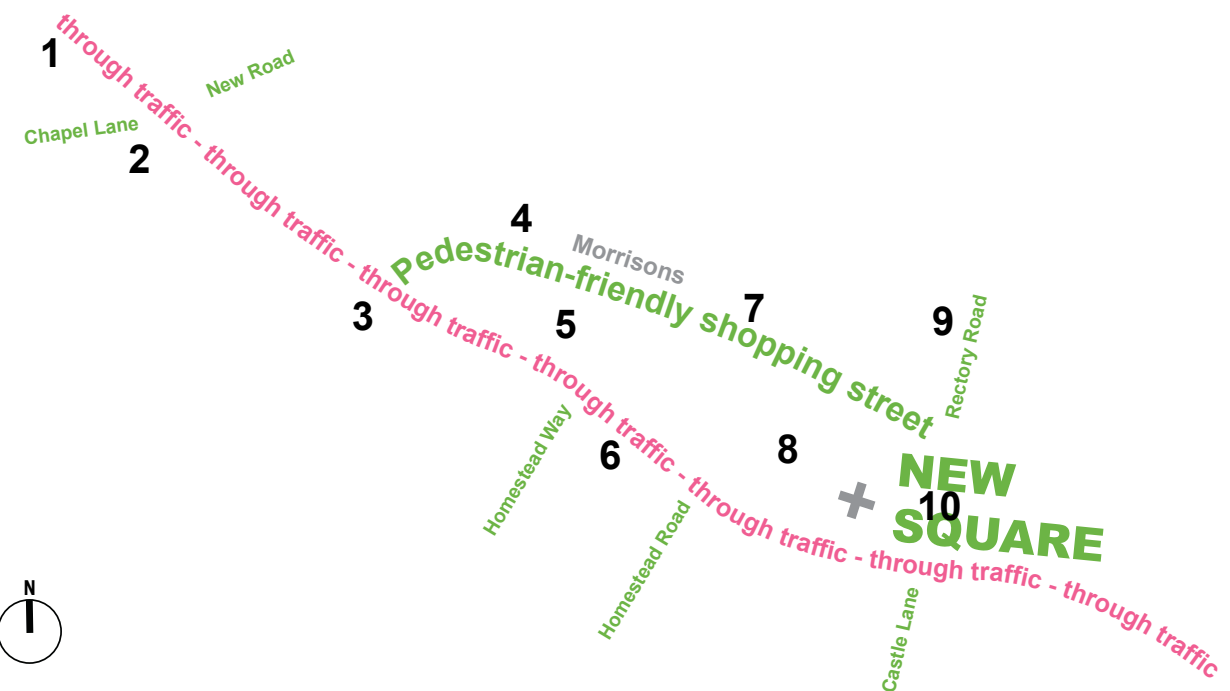 1
through traffic - through traffic - through traffic - through traffic - through traffic - through traffic - through traffic - through traffic
New Road
Chapel Lane
2
4
Morrisons
Pedestrian-friendly shopping street
3
5
7
9
Rectory Road
Homestead Way
6
8
NEW
10
SQUARE
Homestead Road
Castle Lane
N